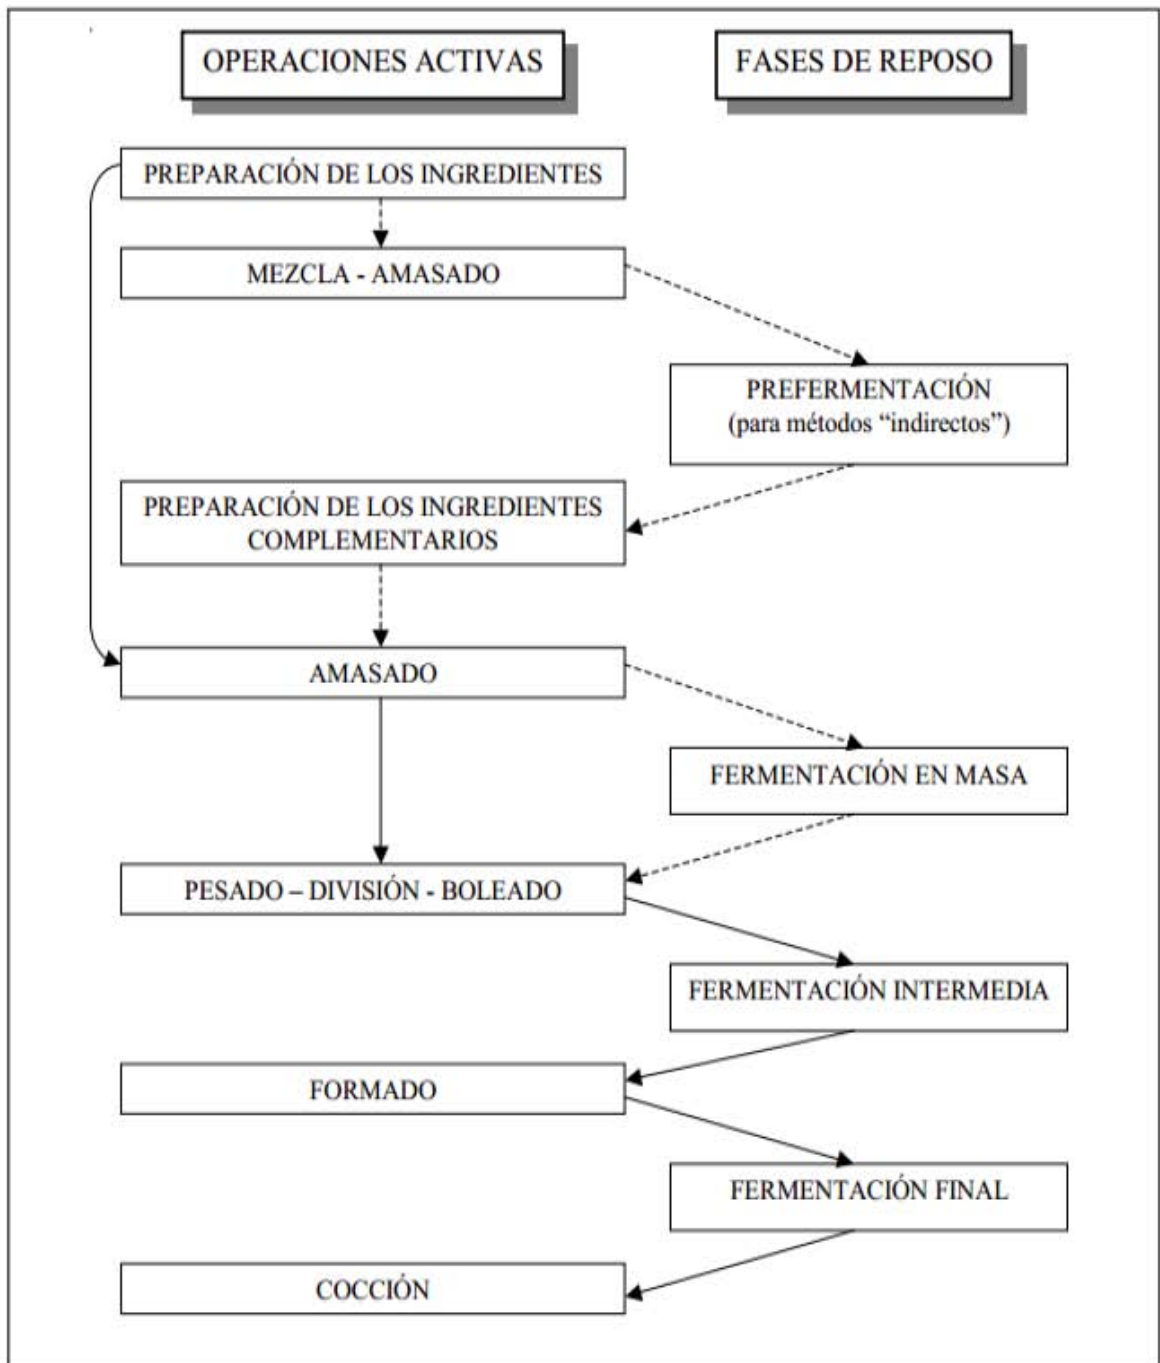 OPERACIONES ACTIVAS
FASES DE REPOSO
PREPARACIÓN DE LOS INGREDIENTES
MEZCLA - AMASADO
PREFERMENTACIÓN
(para métodos “indirectos”)
PREPARACIÓN DE LOS INGREDIENTES
COMPLEMENTARIOS
AMASADO
FERMENTACIÓN EN MASA
PESADO – DIVISIÓN - BOLEADO
FERMENTACIÓN INTERMEDIA
FORMADO
FERMENTACIÓN FINAL
COCCIÓN